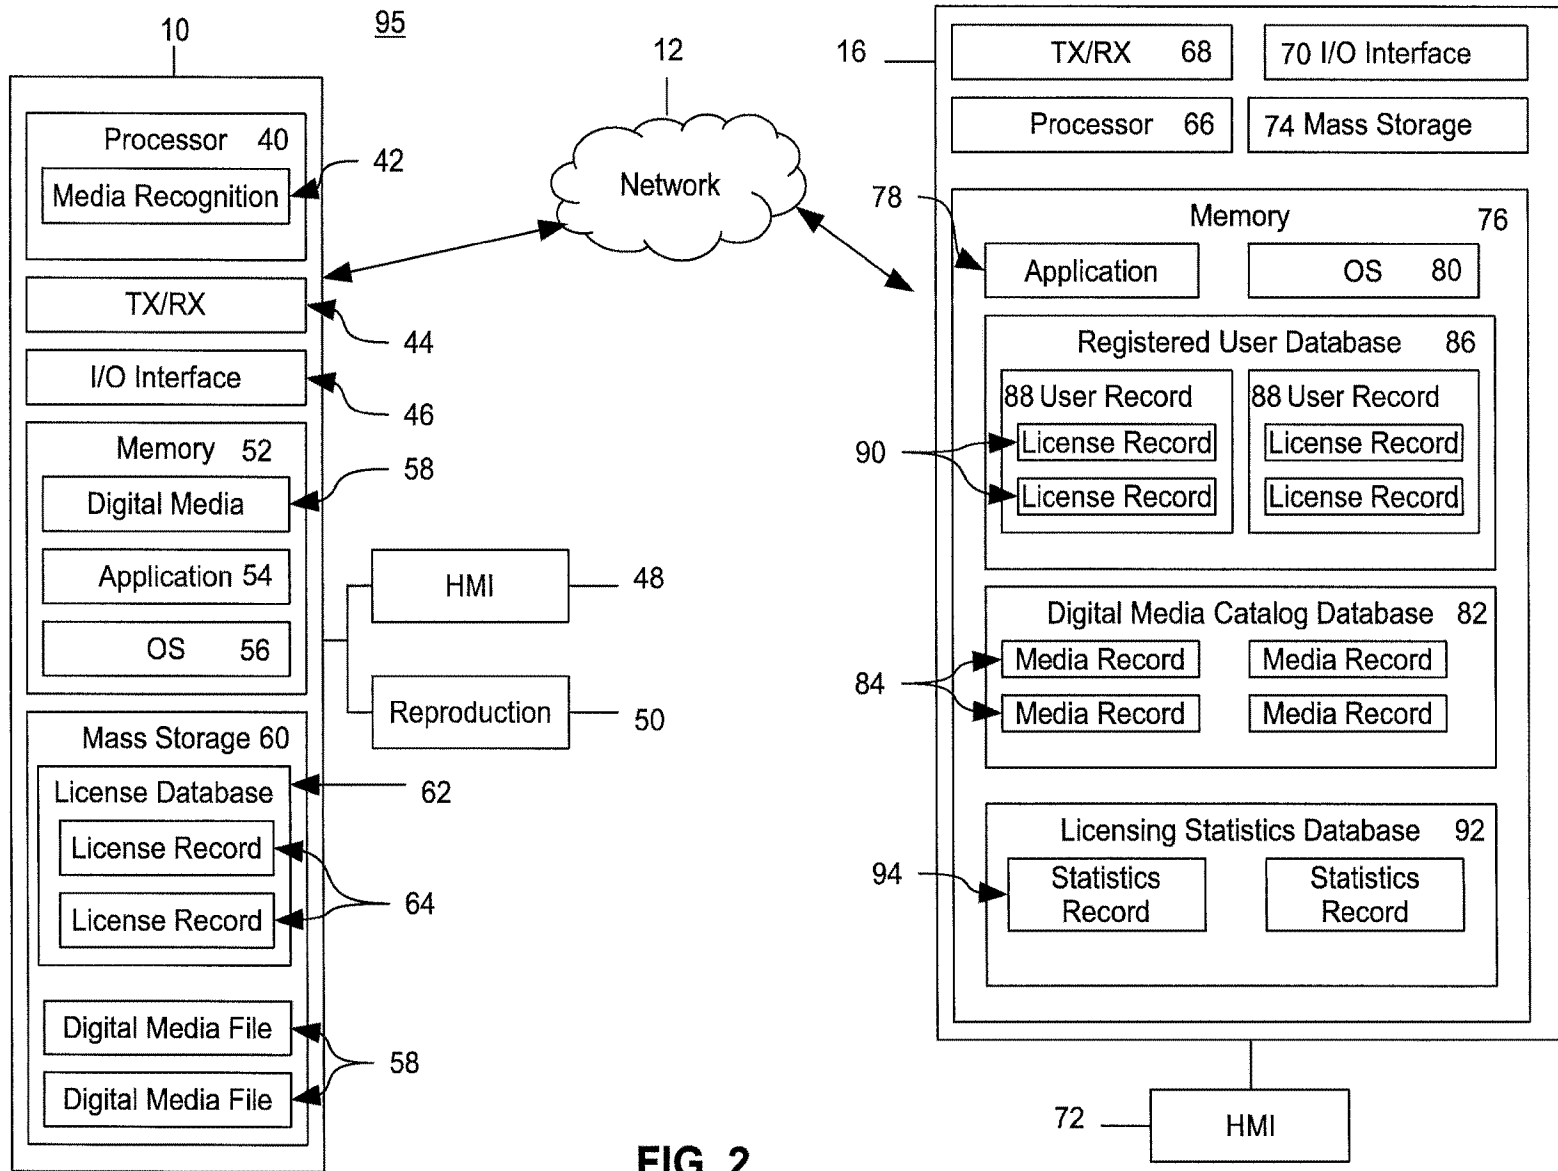 10
95
12
16
Processor 40
Media Recognition
42
TX/RX
44
I/O Interface
46
Memory 52
Digital Media
58
Application 54
OS 56
Mass Storage 60
License Database
62
License Record
License Record
64
Digital Media File
Digital Media File
58
HMI
48
Reproduction
50
Network
TX/RX 68
70 I/O Interface
Processor 66
74 Mass Storage
78
Memory 76
Application
OS 80
Registered User Database 86
88 User Record
88 User Record
90
License Record
License Record
License Record
License Record
Digital Media Catalog Database 82
84
Media Record
Media Record
Media Record
Media Record
Licensing Statistics Database 92
94
Statistics
Record
Statistics
Record
72
HMI
FIG. 2